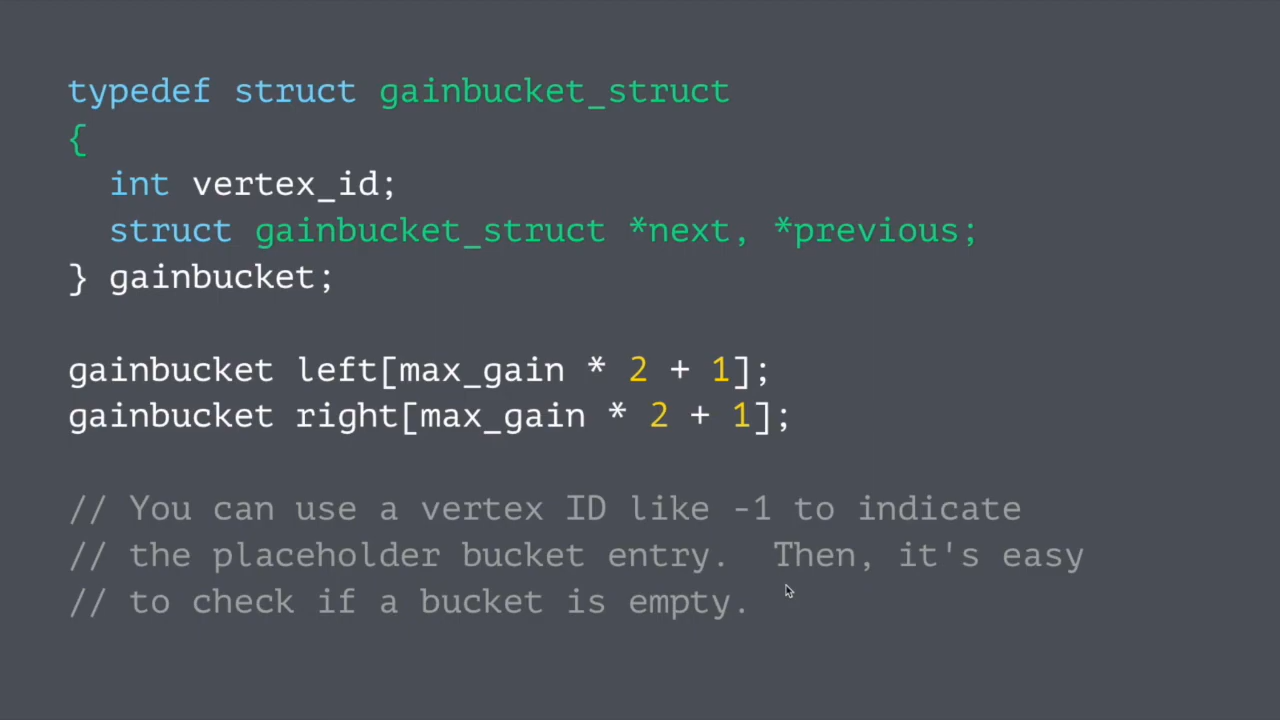 typedef struct gainbucket_struct
{
  int vertex_id;
  struct gainbucket_struct *next, *previous;
} gainbucket;
gainbucket left[max_gain * 2 + 1];
gainbucket right[max_gain * 2 + 1];
// You can use a vertex ID like -1 to indicate
// the placeholder bucket entry.  Then, it's easy
// to check if a bucket is empty.